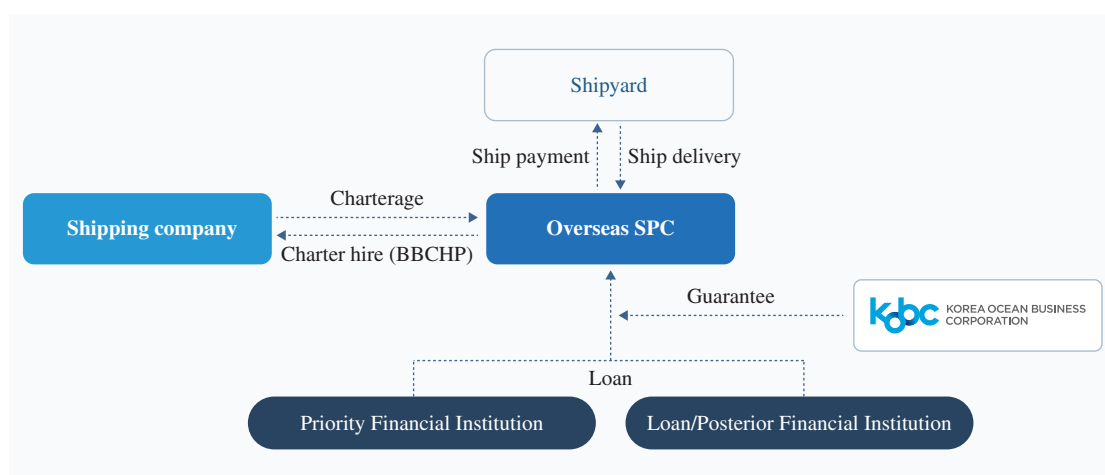 Shipyard
Ship payment
Ship delivery
Charterage
Shipping company
Overseas SPC
Charter hire (BBCHP)
Guarantee
kobc
KOREA OCEAN BUSINESS
CORPORATION
Loan
Priority Financial Institution
Loan/Posterior Financial Institution